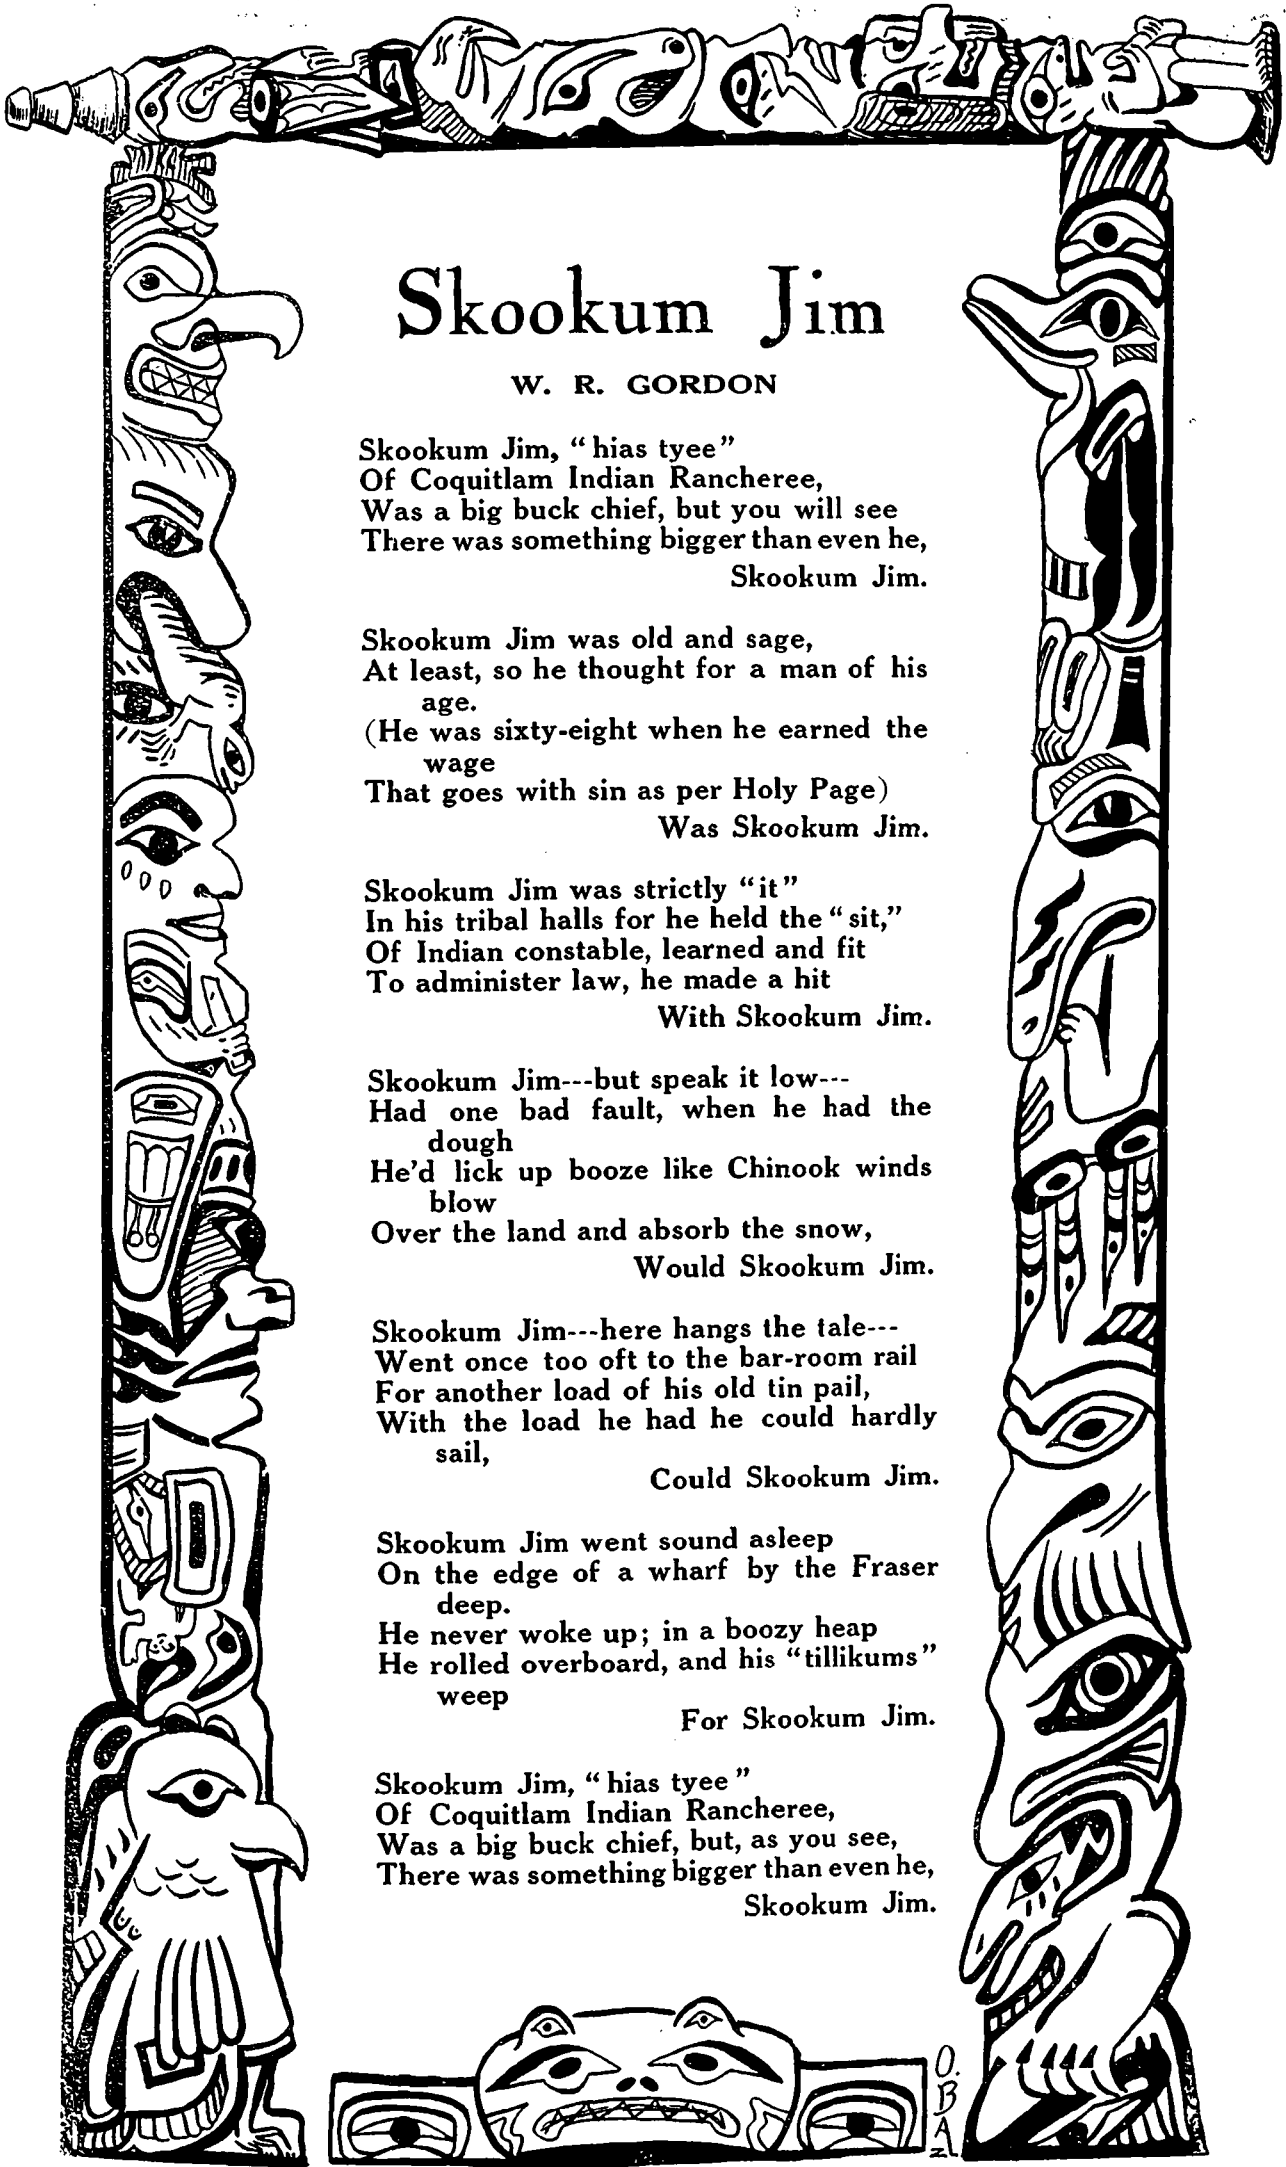 Skookum Jim
W. R. GORDON
Skookum Jim, “hias tyee”
Of Coquitlam Indian Rancheree,
Was a big buck chief, but you will see
There was something bigger than even he,
Skookum Jim.
Skookum Jim was old and sage,
At least, so he thought for a man of his
age.
(He was sixty-eight when he earned the
wage
That goes with sin as per Holy Page)
Was Skookum Jim.
Skookum Jim was strictly “it”
In his tribal halls for he held the “sit,”
Of Indian constable, learned and fit
To administer law, he made a hit
With Skookum Jim.
Skookum Jim---but speak it low---
Had one bad fault, when he had the
dough
He’d lick up booze like Chinook winds
blow
Over the land and absorb the snow,
Would Skookum Jim.
Skookum Jim---here hangs the tale---
Went once too oft to the bar-room rail
For another load of his old tin pail,
With the load he had he could hardly
sail,
Could Skookum Jim.
Skookum Jim went sound asleep
On the edge of a wharf by the Fraser
deep.
He never woke up; in a boozy heap
He rolled overboard, and his “tillikums”
weep
For Skookum Jim.
Skookum Jim, “hias tyee”
Of Coquitlam Indian Rancheree,
Was a big buck chief, but, as you see,
There was something bigger than even he,
Skookum Jim.
O.
B
A